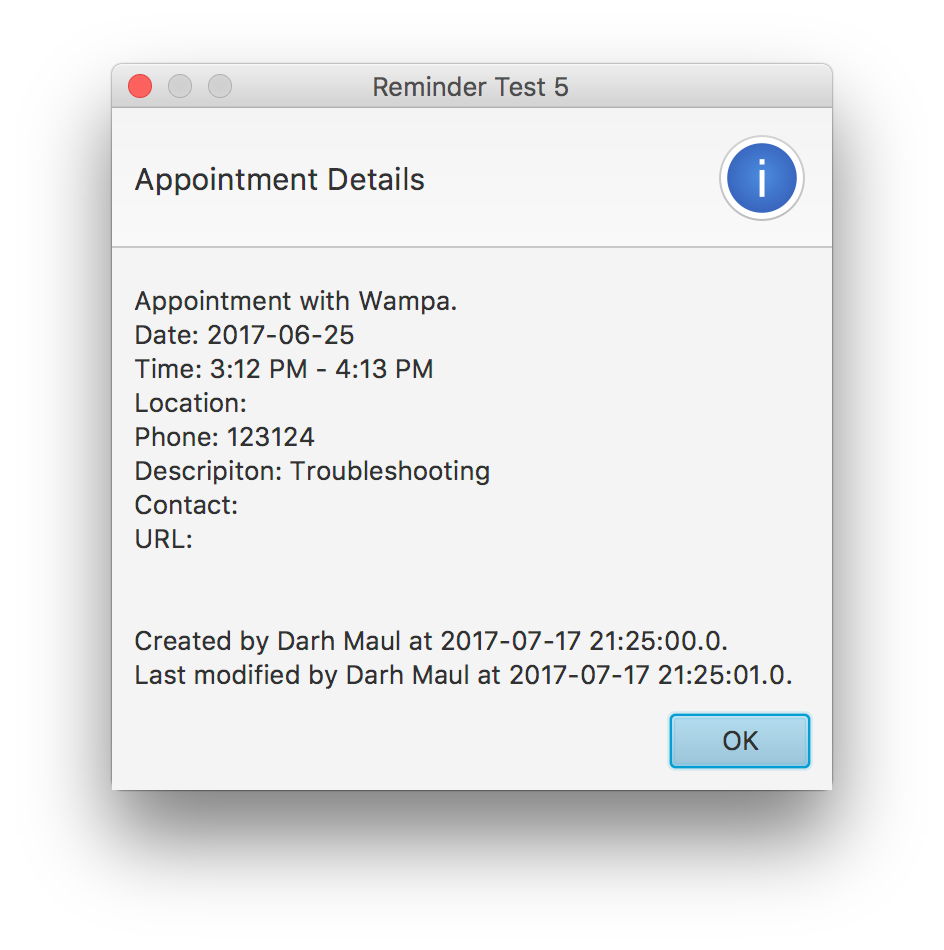 Reminder Test 5
Appointment Details
i
Appointment with Wampa.
Date: 2017-06-25
Time: 3:12 PM - 4:13 PM
Location:
Phone: 123124
Descripiton: Troubleshooting
Contact:
URL:
Created by Darh Maul at 2017-07-17 21:25:00.0.
Last modified by Darh Maul at 2017-07-17 21:25:01.0.
OK